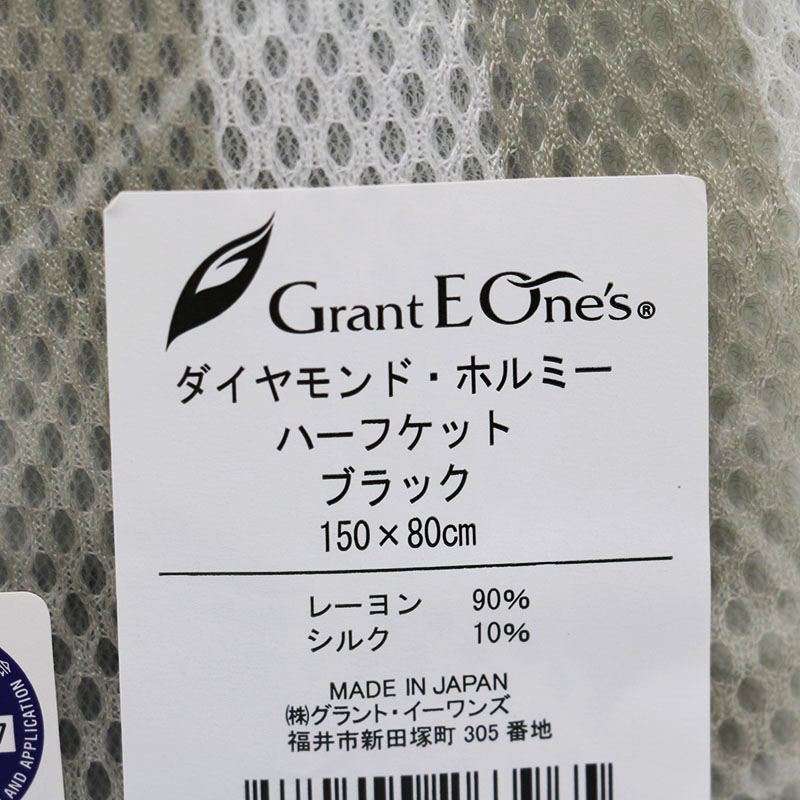 Grant E One's®
ダイヤモンド・ホルミー
ハーフケット
ブラック
150×80cm
レーヨン 90%
シルク 10%
MADE IN JAPAN
㈱グラント・イーワンズ
福井市新田塚町 305 番地
AND APPLICATION